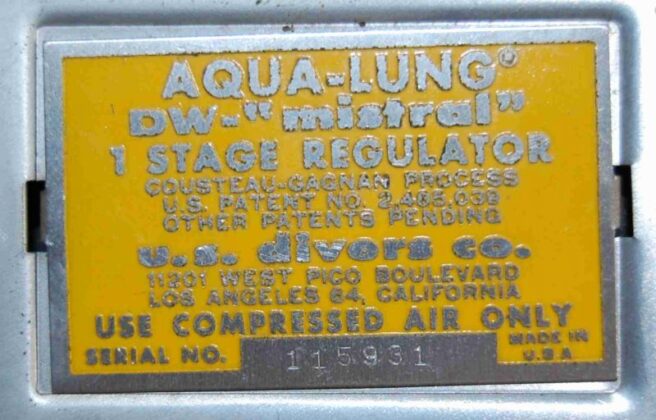 AQUA-LUNG®
DW-"mistral"
1 STAGE REGULATOR
COUSTEAU-GAGNAN PROCESS
U.S. PATENT NO. 2,485,039
OTHER PATENTS PENDING
u.s. divers co.
11201 WEST PICO BOULEVARD
LOS ANGELES 64, CALIFORNIA
USE COMPRESSED AIR ONLY
SERIAL NO. 115931
MADE IN
U.S.A